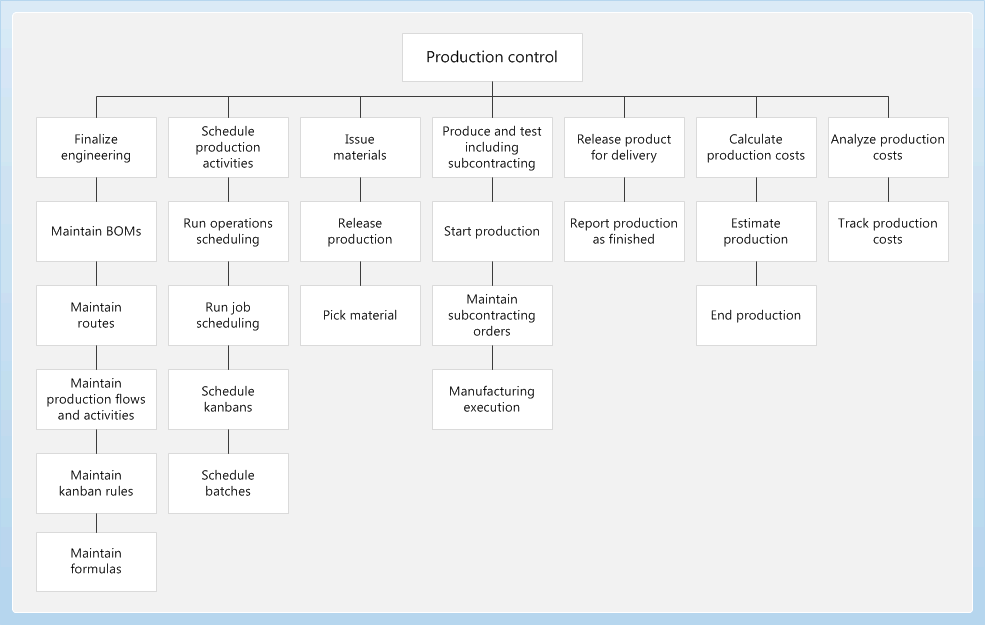 Production control
Finalize
engineering
Schedule
production
activities
Issue
materials
Produce and test
including
subcontracting
Release product
for delivery
Calculate
production costs
Analyze production
costs
Maintain BOMs
Run operations
scheduling
Release
production
Start production
Report production
as finished
Estimate
production
Track production
costs
Maintain
routes
Run job
scheduling
Pick material
Maintain
subcontracting
orders
End production
Maintain
production flows
and activities
Schedule
kanbans
Manufacturing
execution
Maintain
kanban rules
Schedule
batches
Maintain
formulas